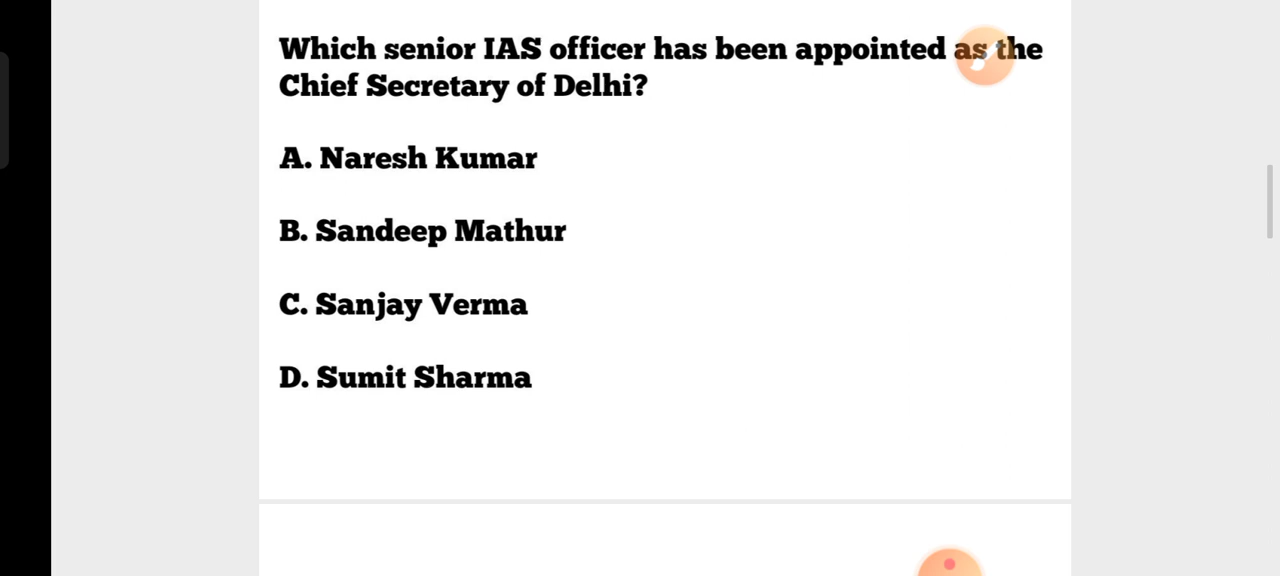 Which senior IAS officer has been appointed as the
Chief Secretary of Delhi?
A. Naresh Kumar
B. Sandeep Mathur
C. Sanjay Verma
D. Sumit Sharma